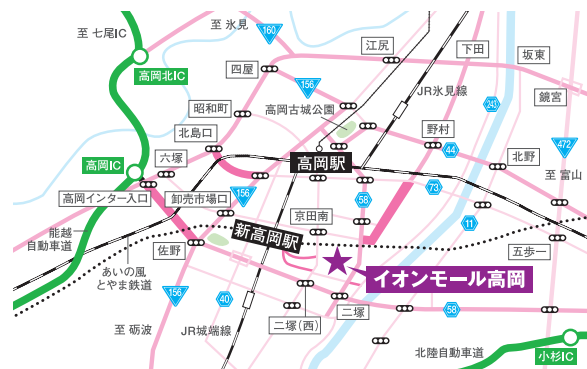 至 七尾IC
至 氷見
160
江尻
下田
坂東
高岡北IC
四屋
156
鏡宮
JR氷見線
243
昭和町
高岡古城公園
北島口
野村
44
472
高岡IC
六塚
高岡駅
北野
至 富山
高岡インター入口
卸売市場口
156
58
73
京田南
11
能越
自動車道
新高岡駅
五歩一
佐野
あいの風
とやま鉄道
イオンモール高岡
156
40
二塚
58
至 砺波
JR城端線
二塚(西)
北陸自動車道
小杉IC